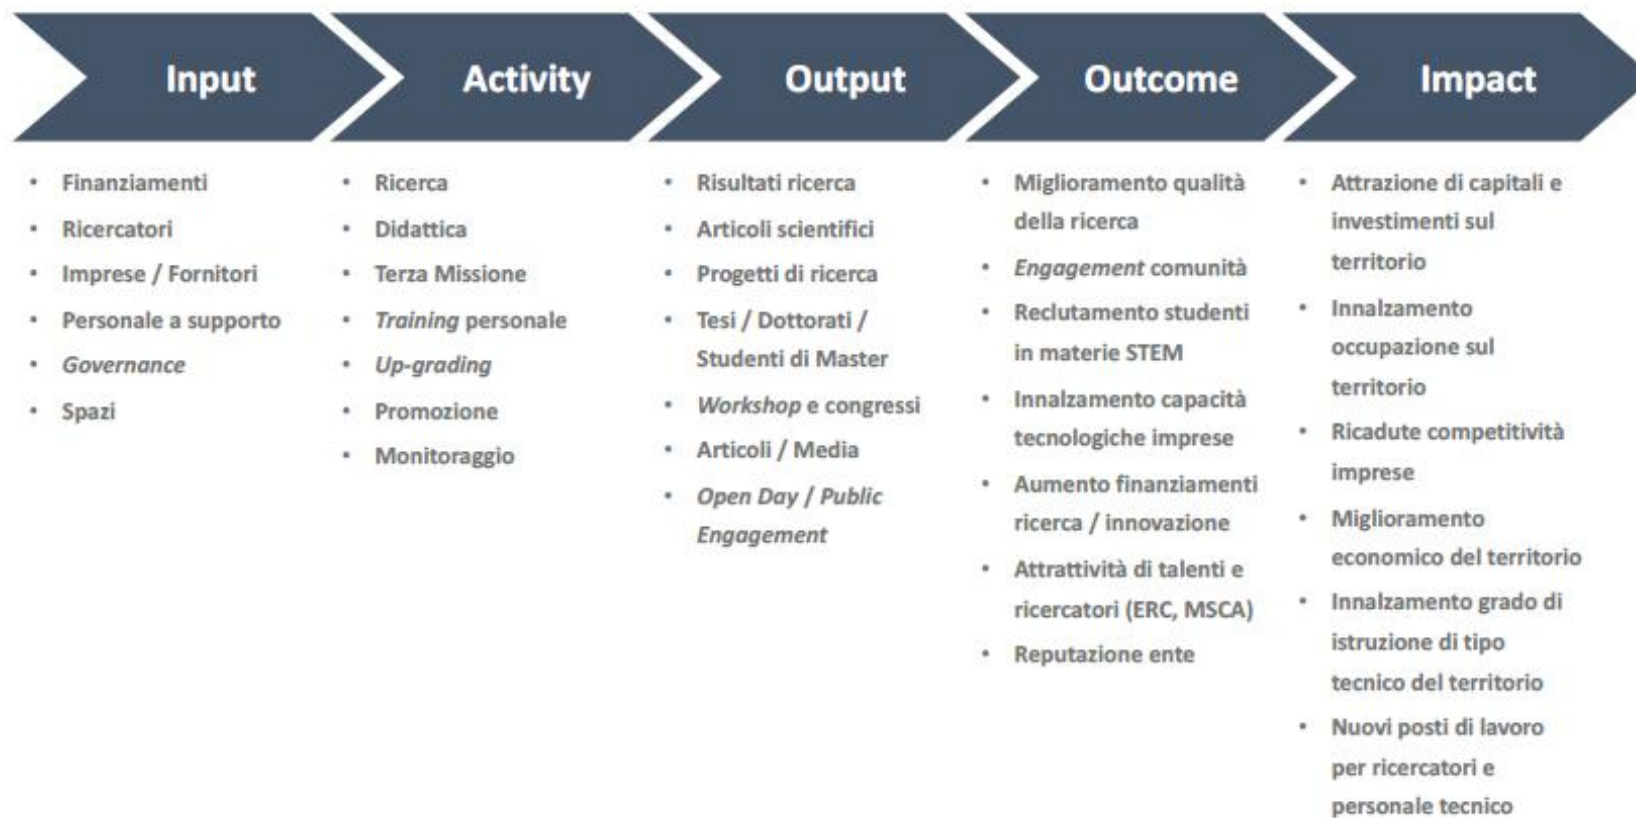 Input
Activity
Output
Outcome
Impact
• Finanziamenti
• Ricercatori
• Imprese / Fornitori
• Personale a supporto
• Governance
• Spazi
• Ricerca
• Didattica
• Terza Missione
• Training personale
• Up-grading
• Promozione
• Monitoraggio
• Risultati ricerca
• Articoli scientifici
• Progetti di ricerca
• Tesi / Dottorati /
Studenti di Master
• Workshop e congressi
• Articoli / Media
• Open Day / Public
Engagement
• Miglioramento qualità
della ricerca
• Engagement comunità
• Reclutamento studenti
in materie STEM
• Innalzamento capacità
tecnologiche imprese
• Aumento finanziamenti
ricerca / innovazione
• Attrattività di talenti e
ricercatori (ERC, MSCA)
• Reputazione ente
• Attrazione di capitali e
investimenti sul
territorio
• Innalzamento
occupazione sul
territorio
• Ricadute competitività
imprese
• Miglioramento
economico del territorio
• Innalzamento grado di
istruzione di tipo
tecnico del territorio
• Nuovi posti di lavoro
per ricercatori e
personale tecnico